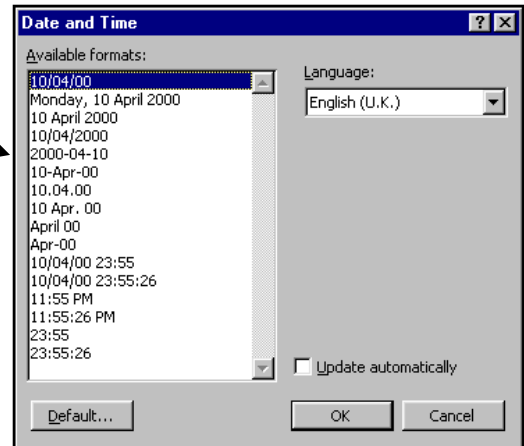 Date and Time
Available formats:
10/04/00
Monday, 10 April 2000
10 April 2000
10/04/2000
2000-04-10
10-Apr-00
10.04.00
10 Apr. 00
April 00
Apr-00
10/04/00 23:55
10/04/00 23:55:26
11:55 PM
11:55:26 PM
23:55
23:55:26
Language:
English (U.K.)
Update automatically
Default...
OK
Cancel